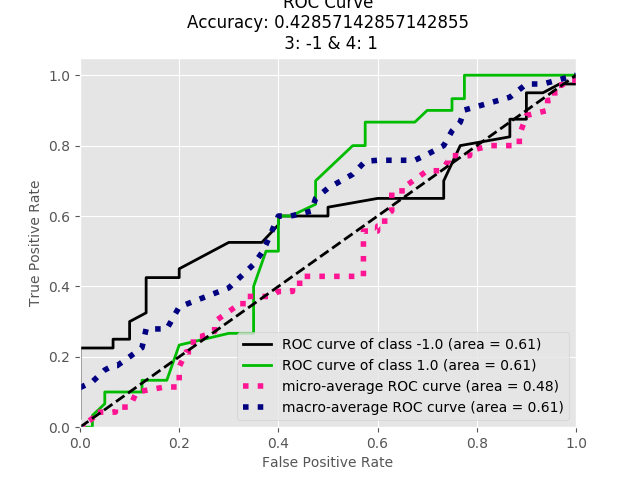 ROC Curve
Accuracy: 0.42857142857142855
3: -1 & 4: 1
True Positive Rate
1.0
0.8
0.6
0.4
0.2
0.0
ROC curve of class -1.0 (area = 0.61)
ROC curve of class 1.0 (area = 0.61)
micro-average ROC curve (area = 0.48)
macro-average ROC curve (area = 0.61)
0.0 0.2 0.4 0.6 0.8 1.0
False Positive Rate